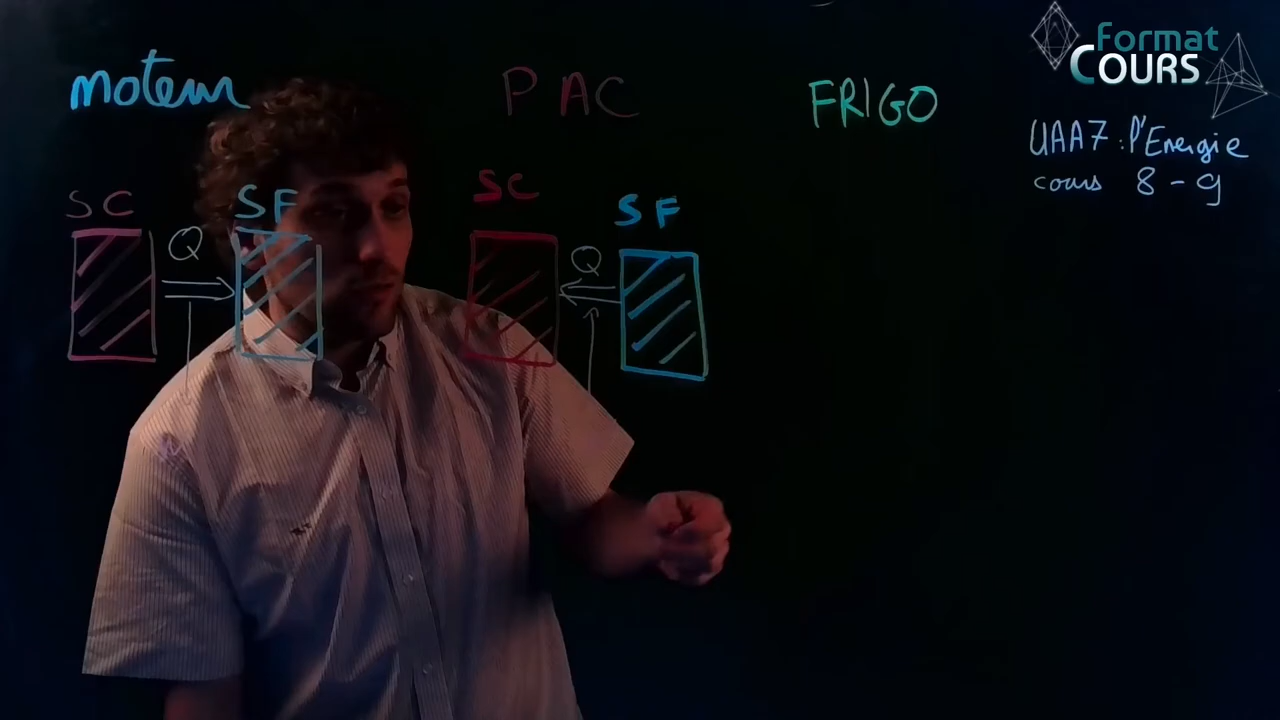 Format
COURS
UAA7 : l'Energie
cours 8-9
moteur
PAC
FRIGO
SC
SF
Q
SC
SF
Q